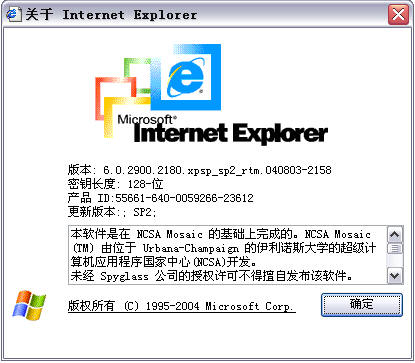 关于 Internet Explorer
Microsoft®
Internet Explorer
版本: 6.0.2900.2180.xpsp_sp2_rtm.040803-2158
密钥长度: 128-位
产品 ID:55661-640-0059266-23612
更新版本:; SP2;
本软件是在 NCSA Mosaic 的基础上完成的。NCSA Mosaic
(TM) 由位于 Urbana-Champaign 的伊利诺斯大学的超级计
算机应用程序国家中心(NCSA)开发。
未经 Spyglass 公司的授权许可不得擅自发布该软件。
版权所有 (C) 1995-2004 Microsoft Corp.
确定